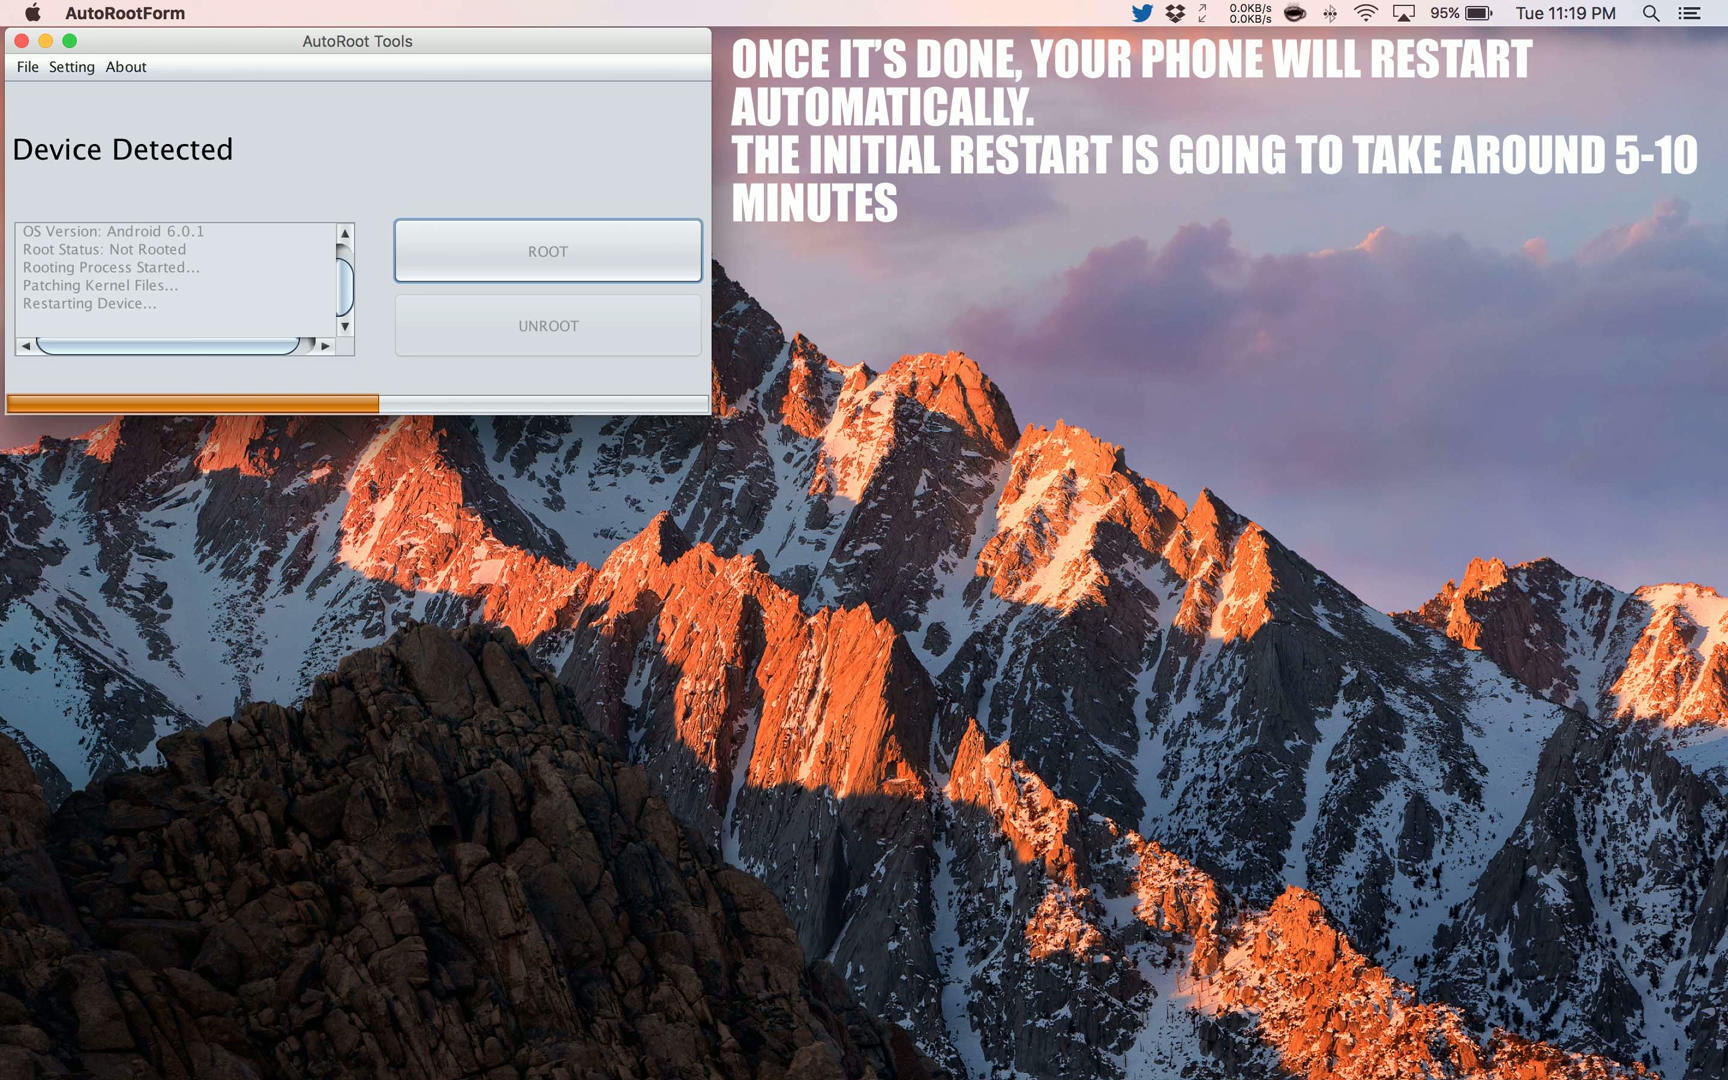 AutoRootForm
0.0KB/s
0.0KB/s
95%
Tue 11:19 PM
AutoRoot Tools
File Setting About
Device Detected
OS Version: Android 6.0.1
Root Status: Not Rooted
Rooting Process Started...
Patching Kernel Files...
Restarting Device...
ROOT
UNROOT
ONCE IT'S DONE, YOUR PHONE WILL RESTART
AUTOMATICALLY.
THE INITIAL RESTART IS GOING TO TAKE AROUND 5-10
MINUTES